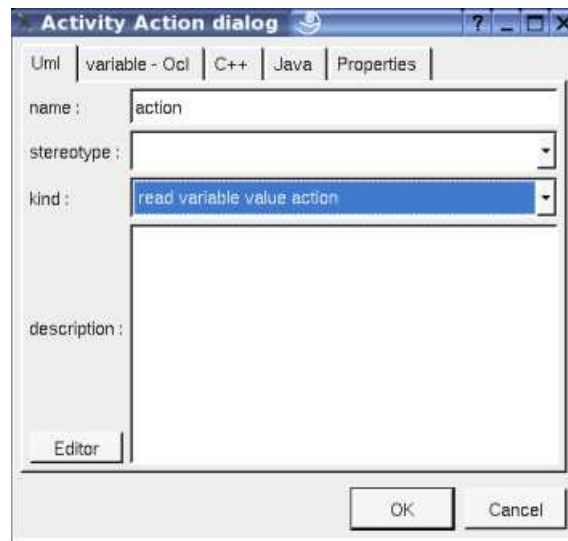 Activity Action dialog
Uml variable - Ocl C++ Java Properties
name : action
stereotype :
kind : read variable value action
description :
Editor
OK Cancel